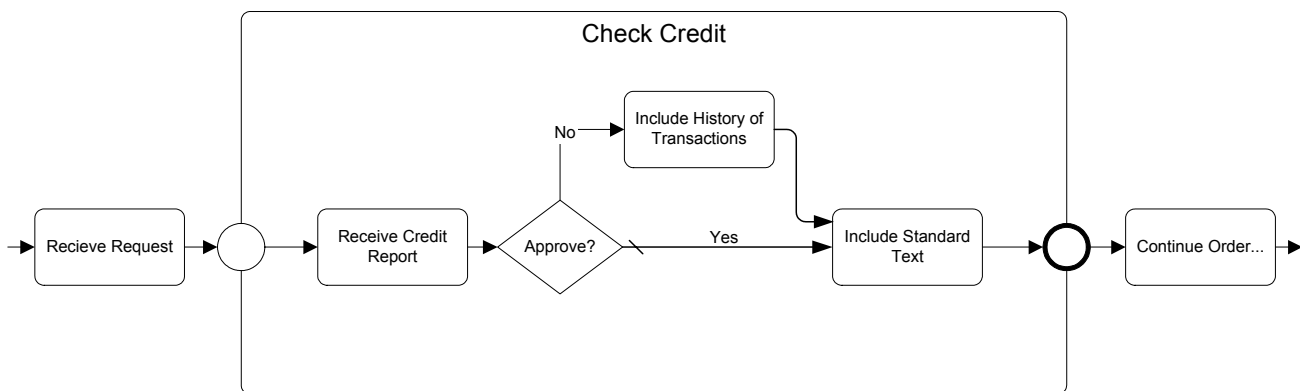 Check Credit
Include History of
Transactions
No
Recieve Request
Receive Credit
Report
Approve?
Yes
Include Standard
Text
Continue Order...